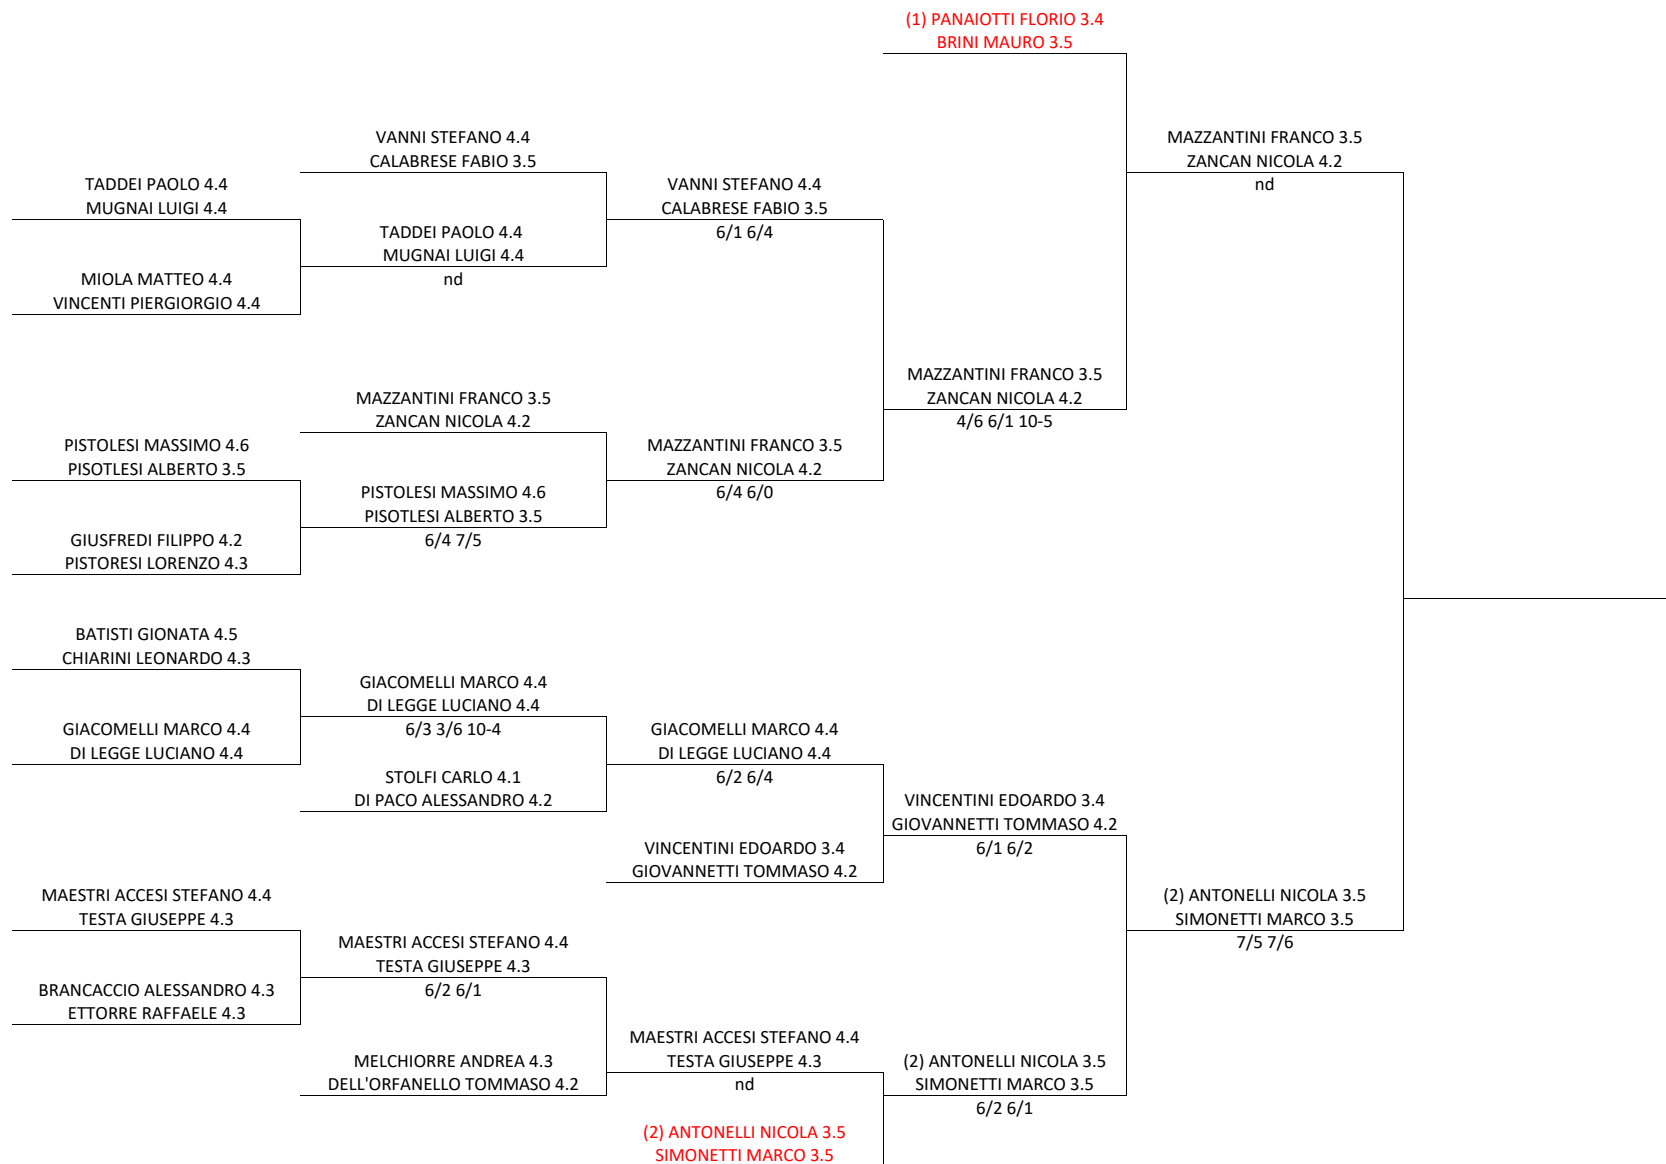 (1) PANAIOTTI FLORIO 3.4
BRINI MAURO 3.5
VANNI STEFANO 4.4
CALABRESE FABIO 3.5
MAZZANTINI FRANCO 3.5
ZANCAN NICOLA 4.2
nd
TADDEI PAOLO 4.4
MUGNAI LUIGI 4.4
VANNI STEFANO 4.4
CALABRESE FABIO 3.5
6/1 6/4
TADDEI PAOLO 4.4
MUGNAI LUIGI 4.4
nd
MIOLA MATTEO 4.4
VINCENTI PIERGIORGIO 4.4
MAZZANTINI FRANCO 3.5
ZANCAN NICOLA 4.2
4/6 6/1 10-5
MAZZANTINI FRANCO 3.5
ZANCAN NICOLA 4.2
PISTOLESI MASSIMO 4.6
PISOTLESI ALBERTO 3.5
MAZZANTINI FRANCO 3.5
ZANCAN NICOLA 4.2
6/4 6/0
PISTOLESI MASSIMO 4.6
PISOTLESI ALBERTO 3.5
6/4 7/5
GIUSFREDI FILIPPO 4.2
PISTORESI LORENZO 4.3
BATISTI GIONATA 4.5
CHIARINI LEONARDO 4.3
GIACOMELLI MARCO 4.4
DI LEGGE LUCIANO 4.4
6/3 3/6 10-4
GIACOMELLI MARCO 4.4
DI LEGGE LUCIANO 4.4
GIACOMELLI MARCO 4.4
DI LEGGE LUCIANO 4.4
6/2 6/4
STOLFI CARLO 4.1
DI PACO ALESSANDRO 4.2
VINCENTINI EDOARDO 3.4
GIOVANNETTI TOMMASO 4.2
6/1 6/2
VINCENTINI EDOARDO 3.4
GIOVANNETTI TOMMASO 4.2
MAESTRI ACCESI STEFANO 4.4
TESTA GIUSEPPE 4.3
(2) ANTONELLI NICOLA 3.5
SIMONETTI MARCO 3.5
7/5 7/6
MAESTRI ACCESI STEFANO 4.4
TESTA GIUSEPPE 4.3
6/2 6/1
BRANCACCIO ALESSANDRO 4.3
ETTORRE RAFFAELE 4.3
MAESTRI ACCESI STEFANO 4.4
TESTA GIUSEPPE 4.3
nd
MELCHIORRE ANDREA 4.3
DELL'ORFANELLO TOMMASO 4.2
(2) ANTONELLI NICOLA 3.5
SIMONETTI MARCO 3.5
6/2 6/1
(2) ANTONELLI NICOLA 3.5
SIMONETTI MARCO 3.5